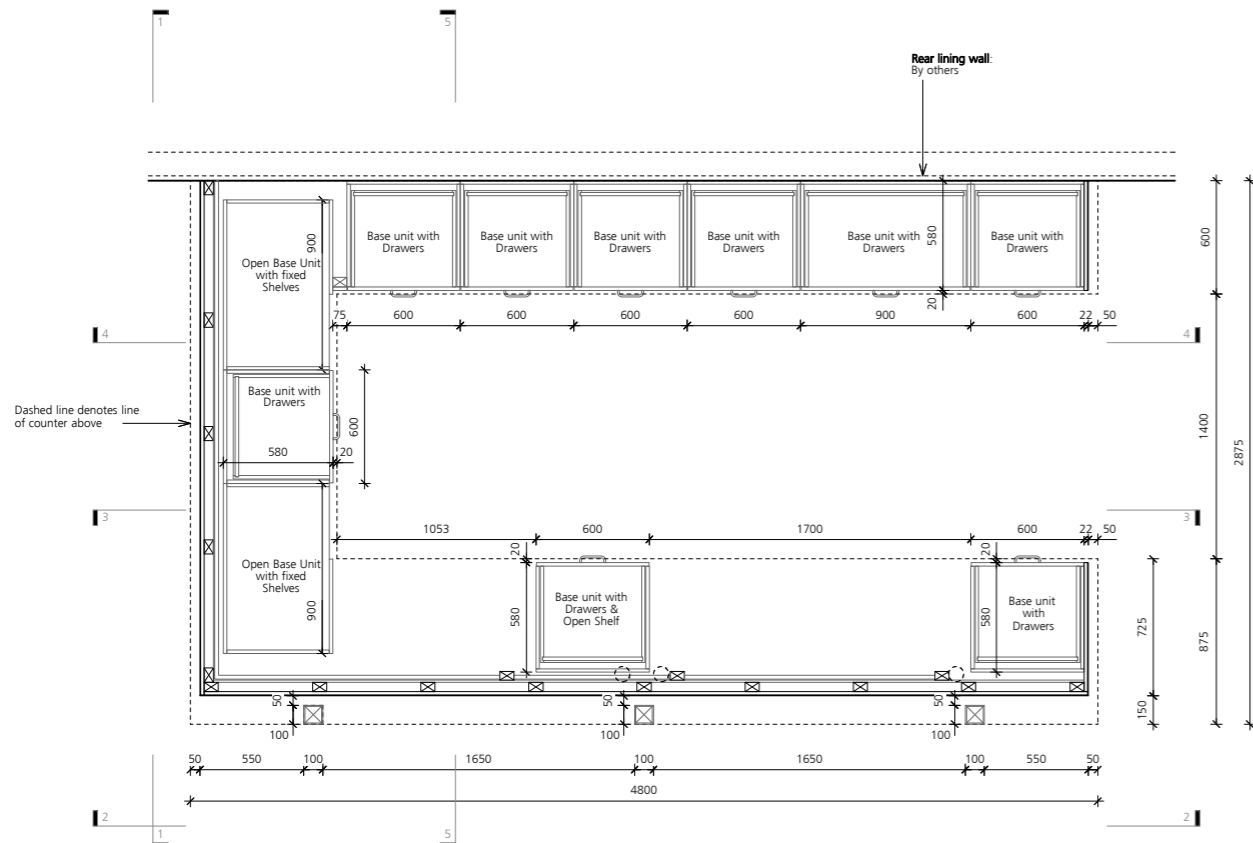 1
5
Rear lining wall:
By others
Open Base Unit
with fixed
Shelves
900
Base unit with
Drawers
Base unit with
Drawers
Base unit with
Drawers
Base unit with
Drawers
Base unit with
Drawers
580
Base unit with
Drawers
20
600
75
600
600
600
600
900
600
22
50
4
4
Dashed line denotes line
of counter above
Base unit with
Drawers
580
20
600
1400
2875
3
3
1053
600
1700
600
22
50
Open Base Unit
with fixed
Shelves
900
20
580
Base unit with
Drawers &
Open Shelf
20
580
Base unit
with
Drawers
725
875
50
100
50
100
50
100
150
50
550
100
1650
100
1650
100
550
50
4800
2
2
1
5